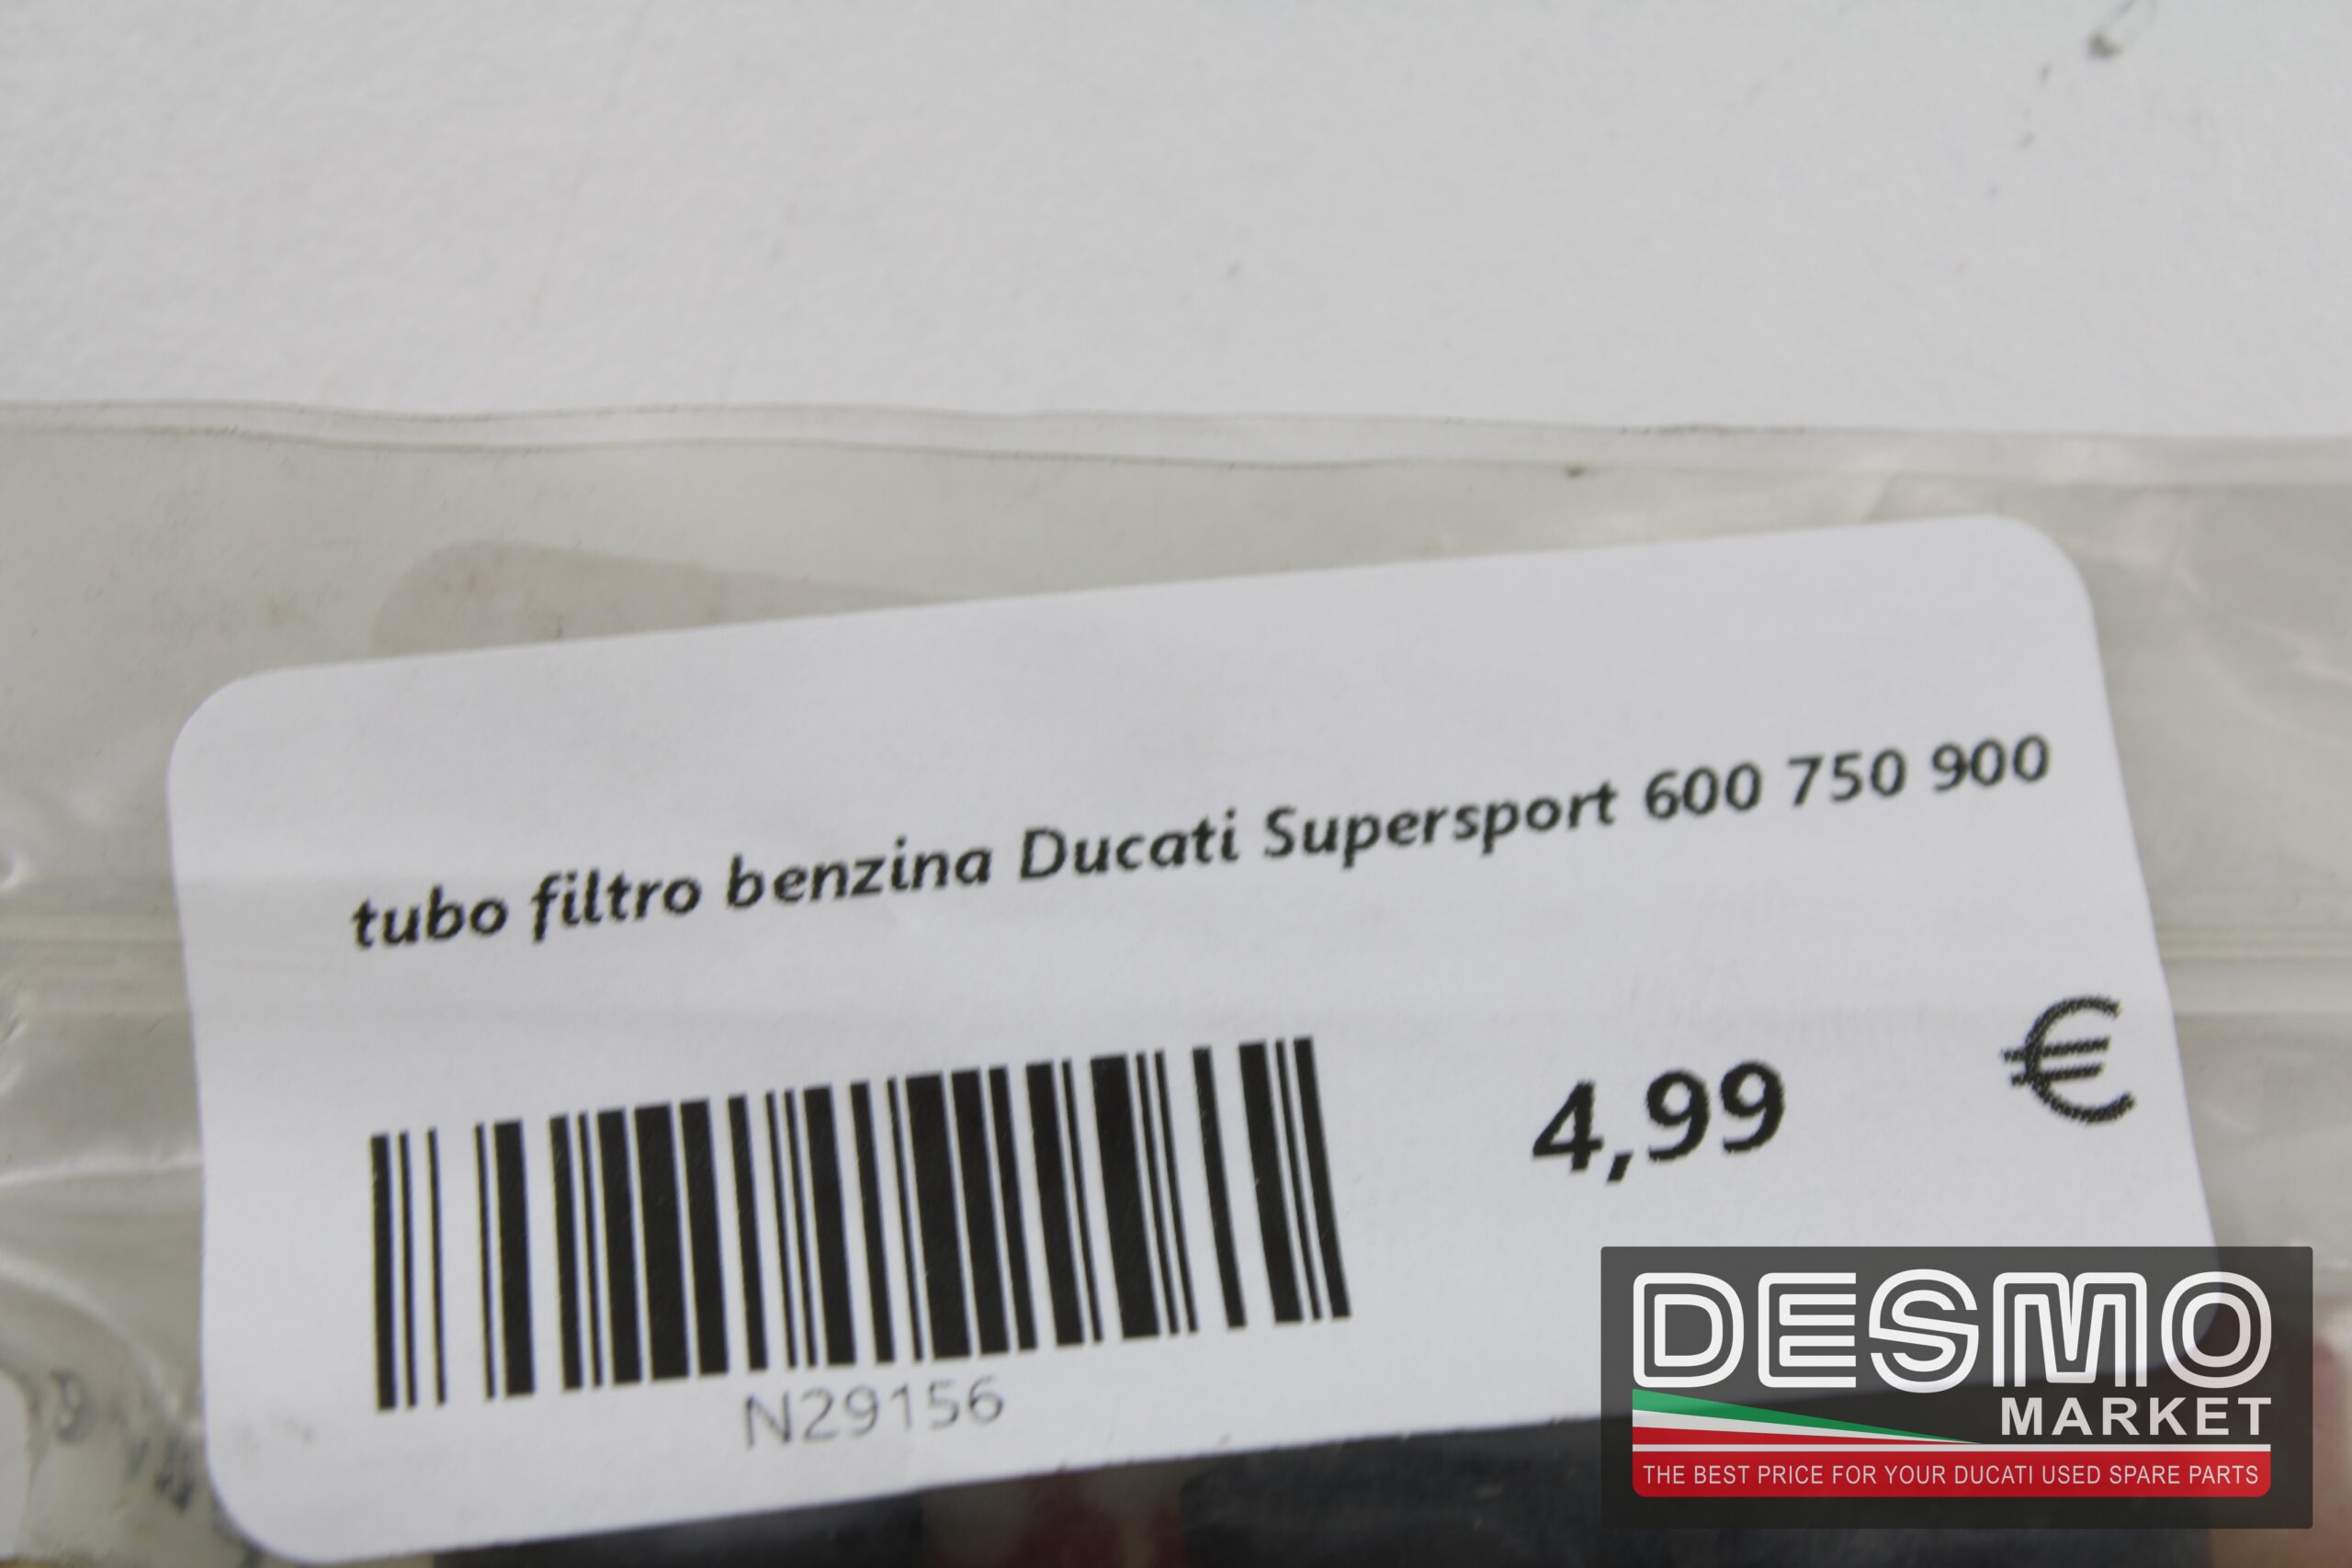 tubo filtro benzina Ducati Supersport 600 750 900
4,99 €
N29156
DESMO
MARKET
THE BEST PRICE FOR YOUR DUCATI USED SPARE PARTS